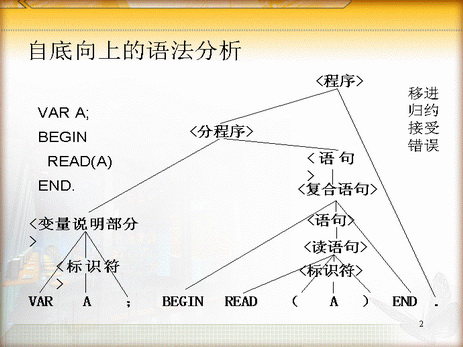 自底向上的语法分析
<程序>
移进
归约
接受
错误
VAR A;
BEGIN
READ(A)
END.
<分程序>
<语句
>
<复合语句>
<变量说明部分
>
<语句>
<读语句>
<标识符
>
<标识符>
VAR A ; BEGIN READ ( A ) END .
2